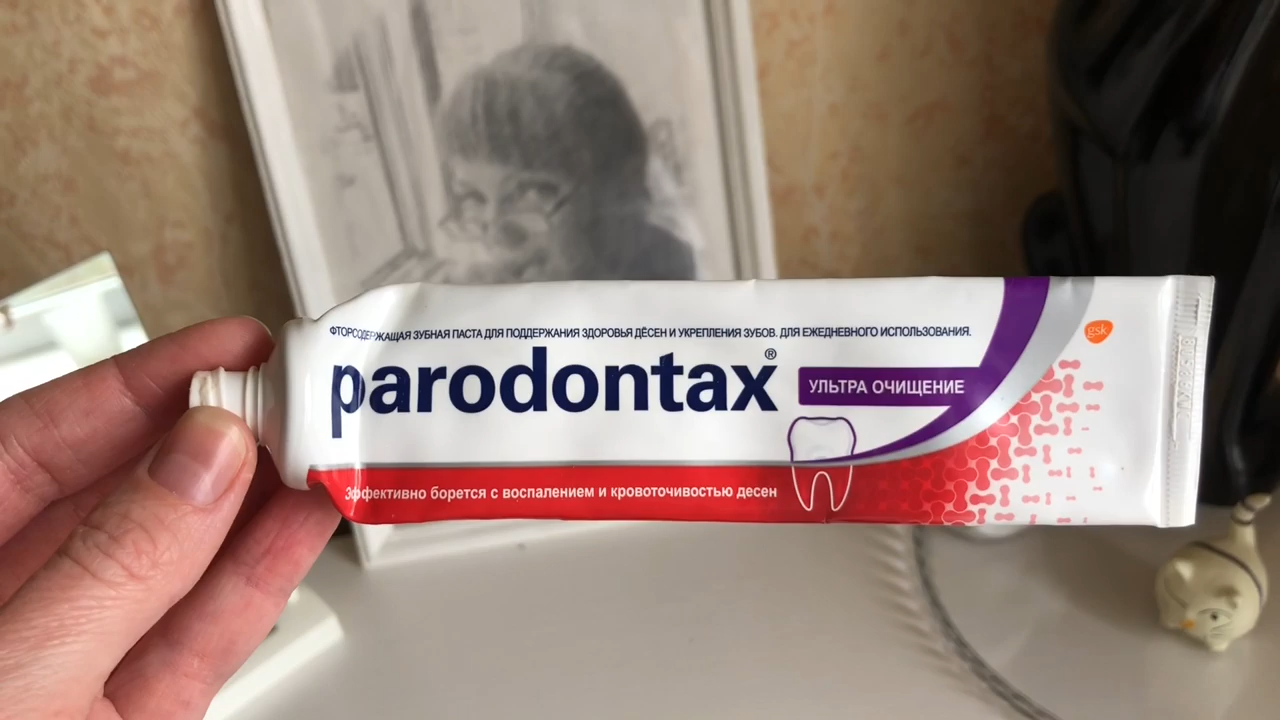 ФТОРСОДЕРЖАЩАЯ ЗУБНАЯ ПАСТА ДЛЯ ПОДДЕРЖАНИЯ ЗДОРОВЬЯ ДЁСЕН И УКРЕПЛЕНИЯ ЗУБОВ. ДЛЯ ЕЖЕДНЕВНОГО ИСПОЛЬЗОВАНИЯ.
gsk
parodontax®
УЛЬТРА ОЧИЩЕНИЕ
Эффективно борется с воспалением и кровоточивостью десен